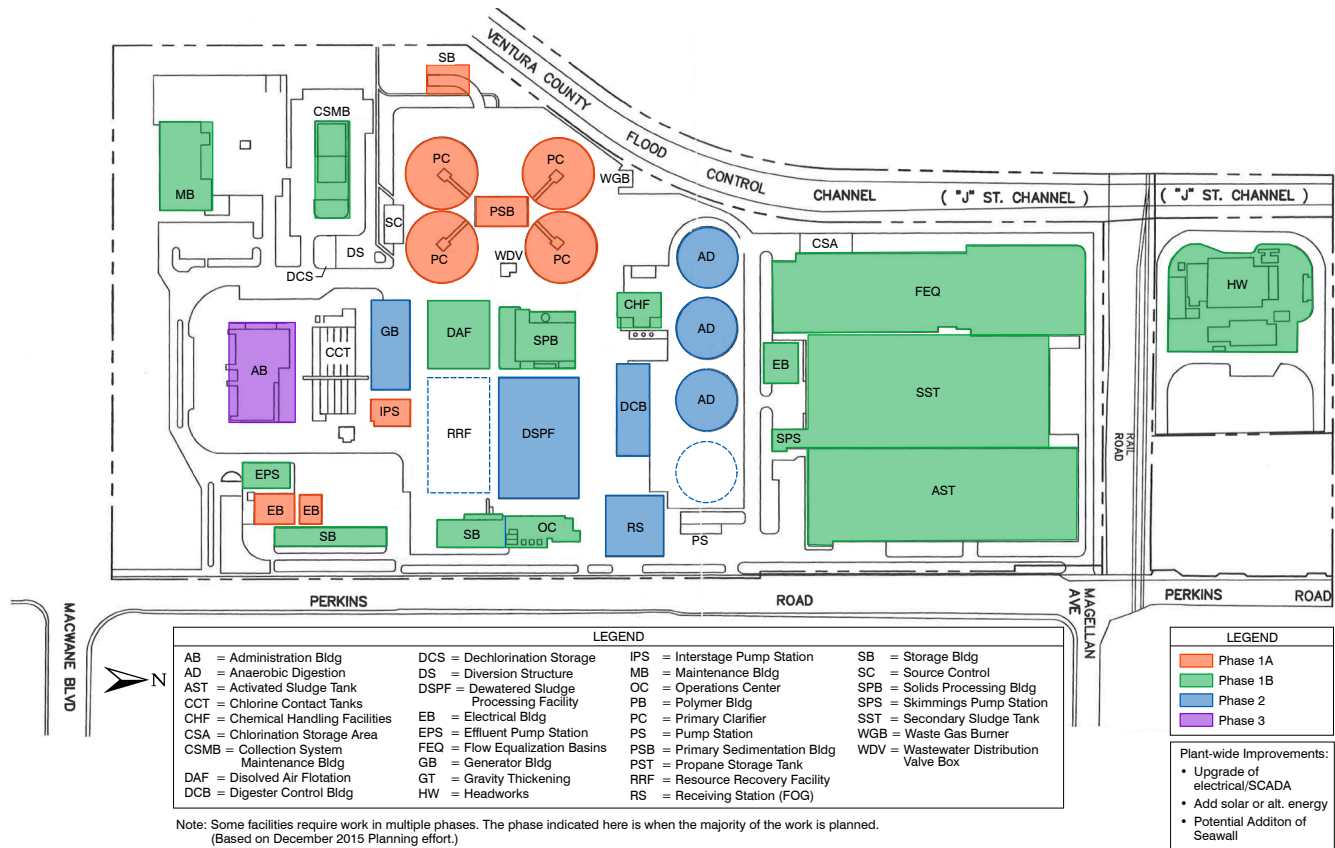 VENTURA COUNTY FLOOD CONTROL CHANNEL ( "J" ST. CHANNEL ) ( "J" ST. CHANNEL )
SB
CSMB
MB
PC
PC
WGB
PSB
SC
PC
PC
WDV
DS
DCS
AD
CSA
FEQ
HW
CHF
GB
DAF
SPB
AD
CCT
AB
EB
SST
IPS
RRF
DSPF
DCB
AD
SPS
RAIL
ROAD
EPS
EB
EB
SB
SB
OC
RS
PS
AST
PERKINS ROAD
PERKINS ROAD
MACWANE BLVD
MAGELLAN
AVE
N
LEGEND
AB = Administration Bldg
AD = Anaerobic Digestion
AST = Activated Sludge Tank
CCT = Chlorine Contact Tanks
CHF = Chemical Handling Facilities
CSA = Chlorination Storage Area
CSMB = Collection System
Maintenance Bldg
DAF = Disolved Air Flotation
DCB = Digester Control Bldg
DCS = Dechlorination Storage
DS = Diversion Structure
DSPF = Dewatered Sludge
Processing Facility
EB = Electrical Bldg
EPS = Effluent Pump Station
FEQ = Flow Equalization Basins
GB = Generator Bldg
GT = Gravity Thickening
HW = Headworks
IPS = Interstage Pump Station
MB = Maintenance Bldg
OC = Operations Center
PB = Polymer Bldg
PC = Primary Clarifier
PS = Pump Station
PSB = Primary Sedimentation Bldg
PST = Propane Storage Tank
RRF = Resource Recovery Facility
RS = Receiving Station (FOG)
SB = Storage Bldg
SC = Source Control
SPB = Solids Processing Bldg
SPS = Skimmings Pump Station
SST = Secondary Sludge Tank
WGB = Waste Gas Burner
WDV = Wastewater Distribution
Valve Box
LEGEND
Phase 1A
Phase 1B
Phase 2
Phase 3
Plant-wide Improvements:
• Upgrade of
electrical/SCADA
• Add solar or alt. energy
• Potential Additon of
Seawall
Note: Some facilities require work in multiple phases. The phase indicated here is when the majority of the work is planned.
(Based on December 2015 Planning effort.)